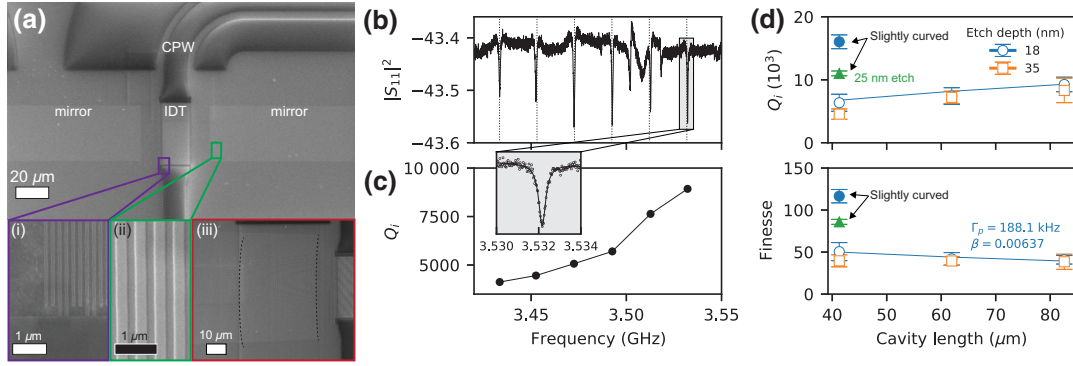 (a)
CPW
mirror
IDT
mirror
20 µm
(i)
1 µm
(ii)
1 µm
(iii)
10 µm
(b)
|S₁₁|²
−43.4
−43.5
−43.6
(c)
Qᵢ
10 000
7500
5000
3.530 3.532 3.534
3.45 3.50 3.55
Frequency (GHz)
(d)
Qᵢ (10³)
20
15
10
5
0
Slightly curved
25 nm etch
Etch depth (nm)
18
35
Finesse
150
100
50
0
Slightly curved
Γₚ = 188.1 kHz
β = 0.00637
40 50 60 70 80
Cavity length (µm)